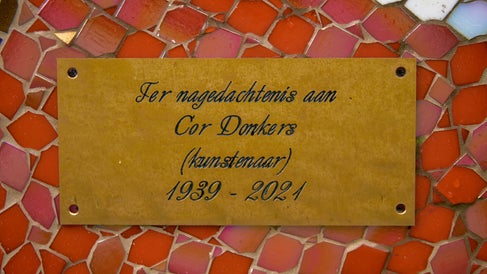 Ter nagedachtenis aan
Cor Donkers
(kunstenaar)
1939 - 2021